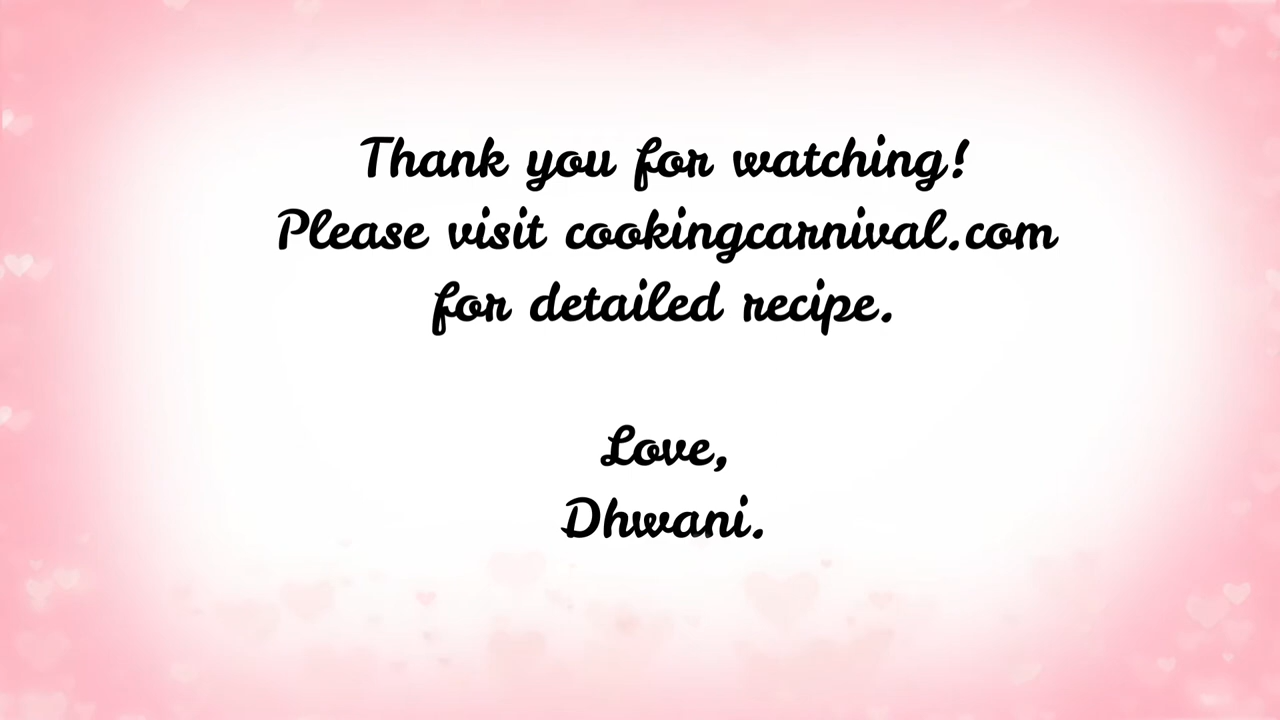 Thank you for watching!
Please visit cookingcarnival.com
for detailed recipe.
Love,
Dhwani.